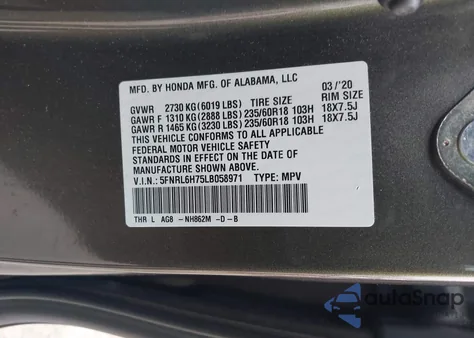 MFD. BY HONDA MFG. OF ALABAMA, LLC
03 /'20
GVWR 2730 KG (6019 LBS) TIRE SIZE RIM SIZE
GAWR F 1310 KG (2888 LBS) 235/60R18 103H 18X7.5J
GAWR R 1465 KG (3230 LBS) 235/60R18 103H 18X7.5J
THIS VEHICLE CONFORMS TO ALL APPLICABLE
FEDERAL MOTOR VEHICLE SAFETY
STANDARDS IN EFFECT ON THE DATE OF
MANUFACTURE SHOWN ABOVE.
V.I.N.: 5FNRL6H75LB058971 TYPE: MPV
THR L AG8 -NH862M -D-B
autoSnap